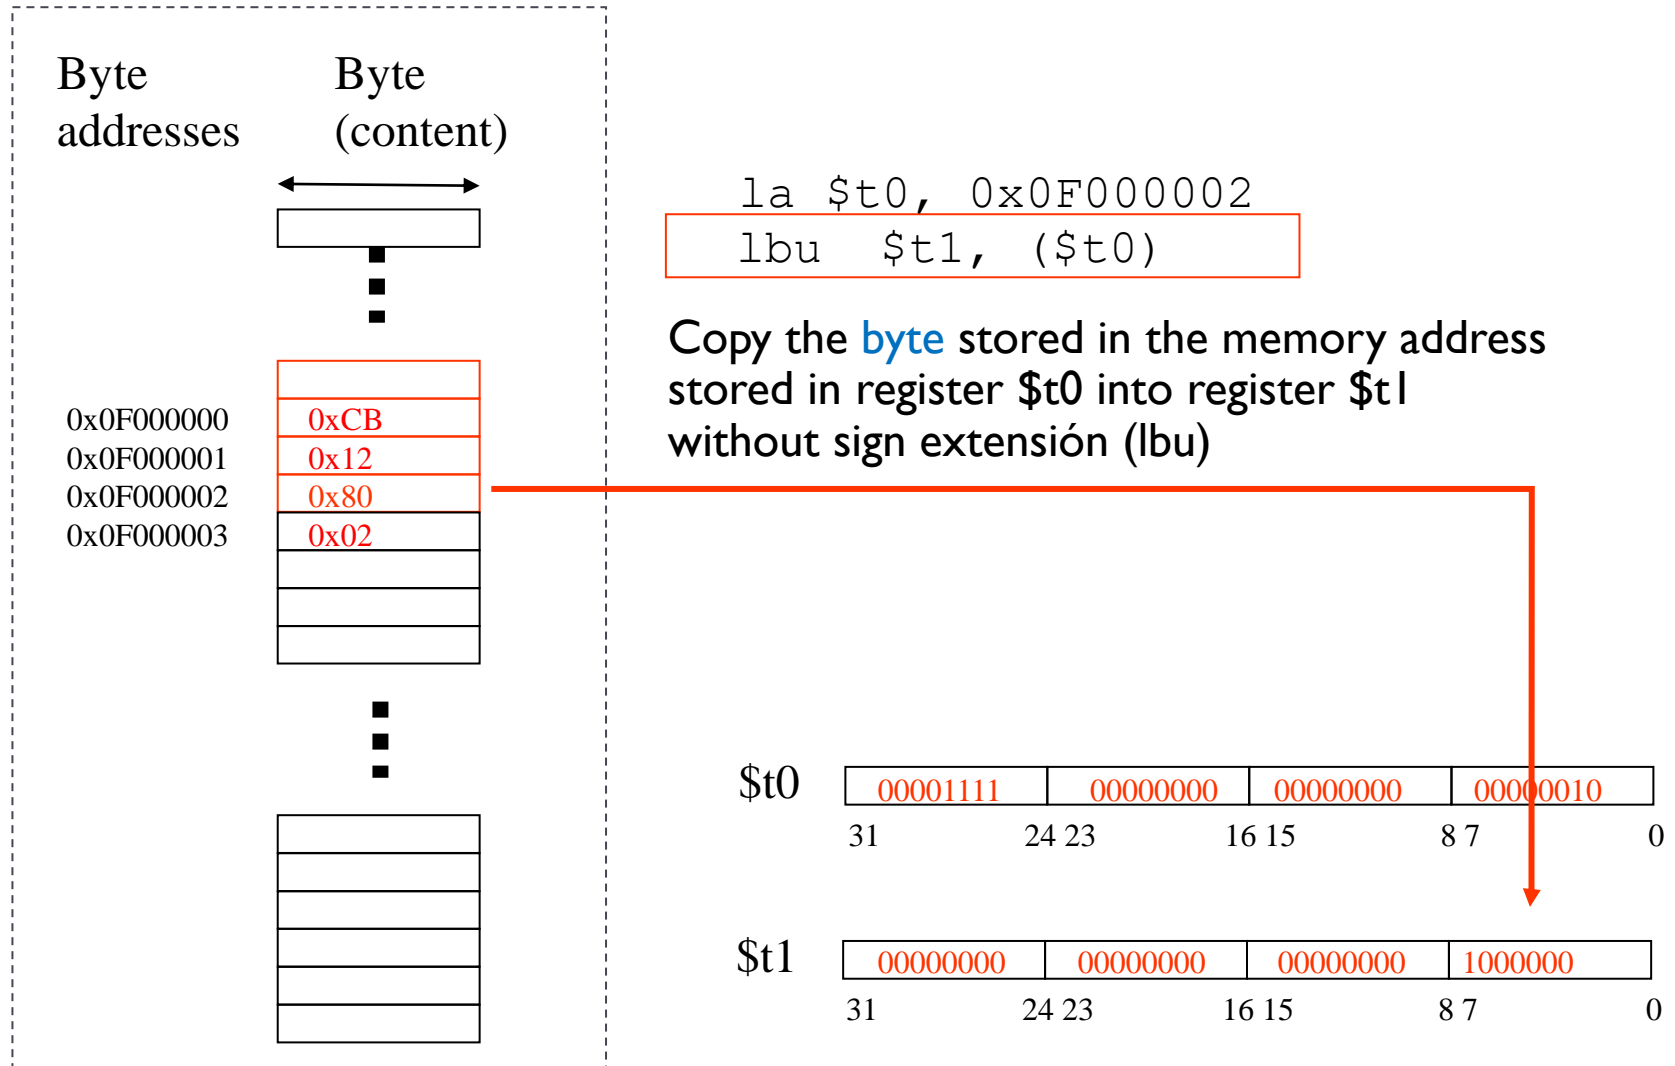 Byte addresses
Byte (content)
la $t0, 0x0F000002
lbu $t1, ($t0)
Copy the byte stored in the memory address
stored in register $t0 into register $t1
without sign extensión (lbu)
0x0F000000 0xCB
0x0F000001 0x12
0x0F000002 0x80
0x0F000003 0x02
$t0 00001111 00000000 00000000 00000010
31 24 23 16 15 8 7 0
$t1 00000000 00000000 00000000 1000000
31 24 23 16 15 8 7 0